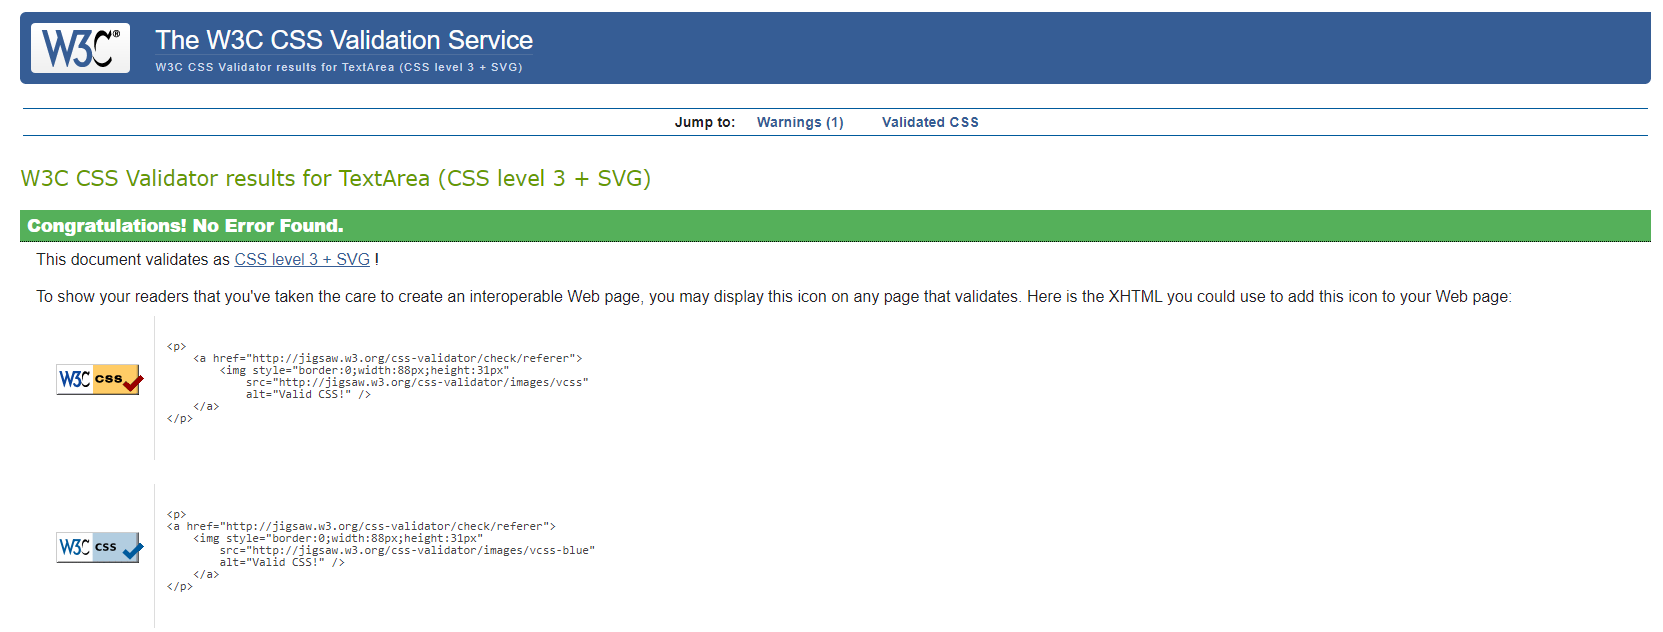 W3C®
The W3C CSS Validation Service
W3C CSS Validator results for TextArea (CSS level 3 + SVG)
Jump to: Warnings (1) Validated CSS
W3C CSS Validator results for TextArea (CSS level 3 + SVG)
Congratulations! No Error Found.
This document validates as CSS level 3 + SVG !
To show your readers that you've taken the care to create an interoperable Web page, you may display this icon on any page that validates. Here is the XHTML you could use to add this icon to your Web page:
W3C css
<p>
    <a href="http://jigsaw.w3.org/css-validator/check/referer">
        <img style="border:0;width:88px;height:31px"
            src="http://jigsaw.w3.org/css-validator/images/vcss"
            alt="Valid CSS!" />
    </a>
</p>
W3C css
<p>
<a href="http://jigsaw.w3.org/css-validator/check/referer">
    <img style="border:0;width:88px;height:31px"
        src="http://jigsaw.w3.org/css-validator/images/vcss-blue"
        alt="Valid CSS!" />
    </a>
</p>